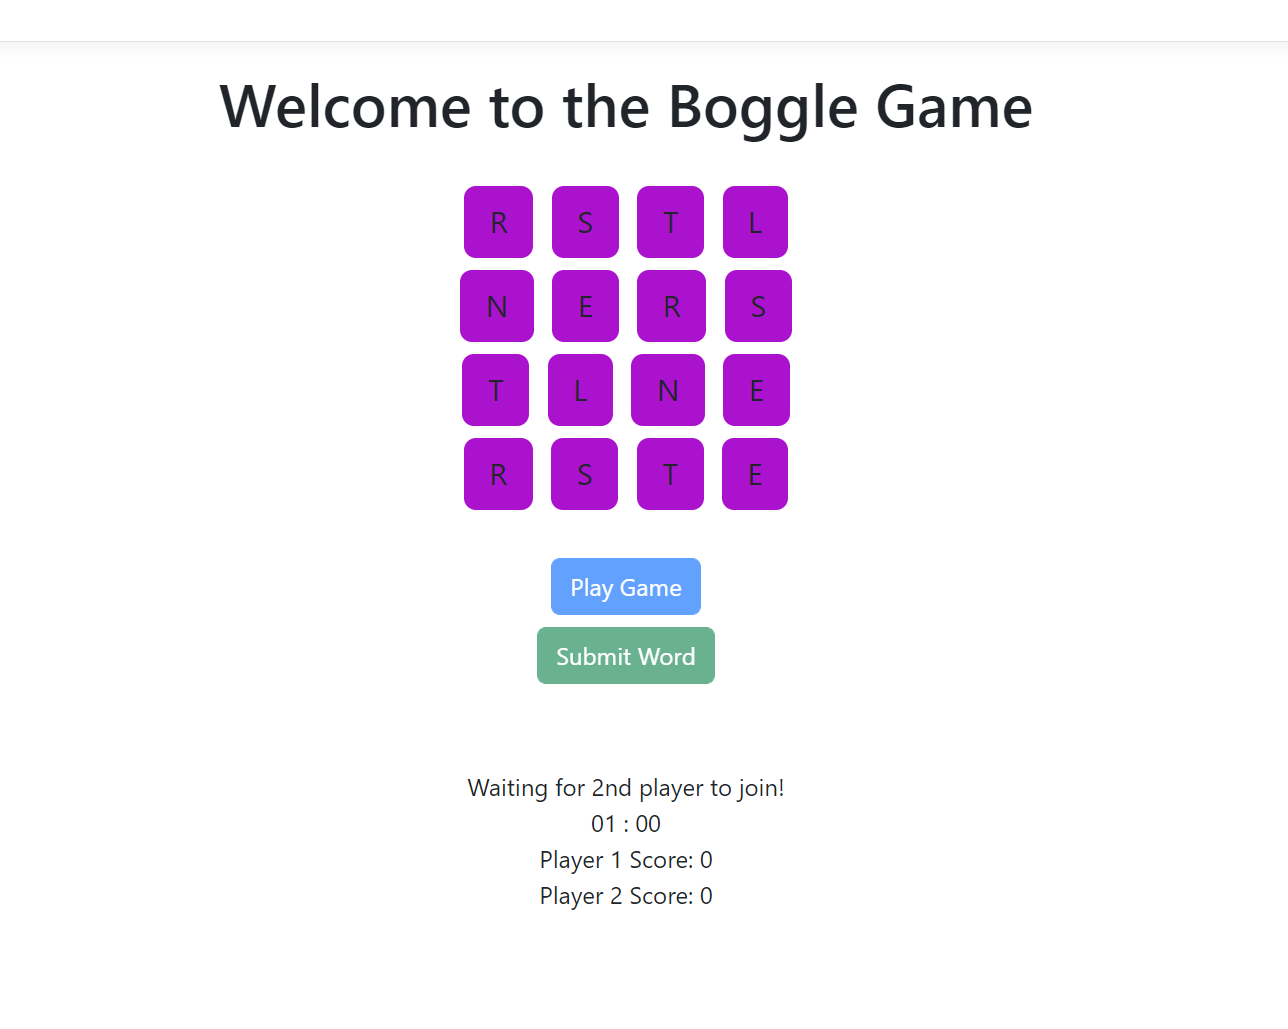 Welcome to the Boggle Game
R S T L
N E R S
T L N E
R S T E
Play Game
Submit Word
Waiting for 2nd player to join!
01 : 00
Player 1 Score: 0
Player 2 Score: 0